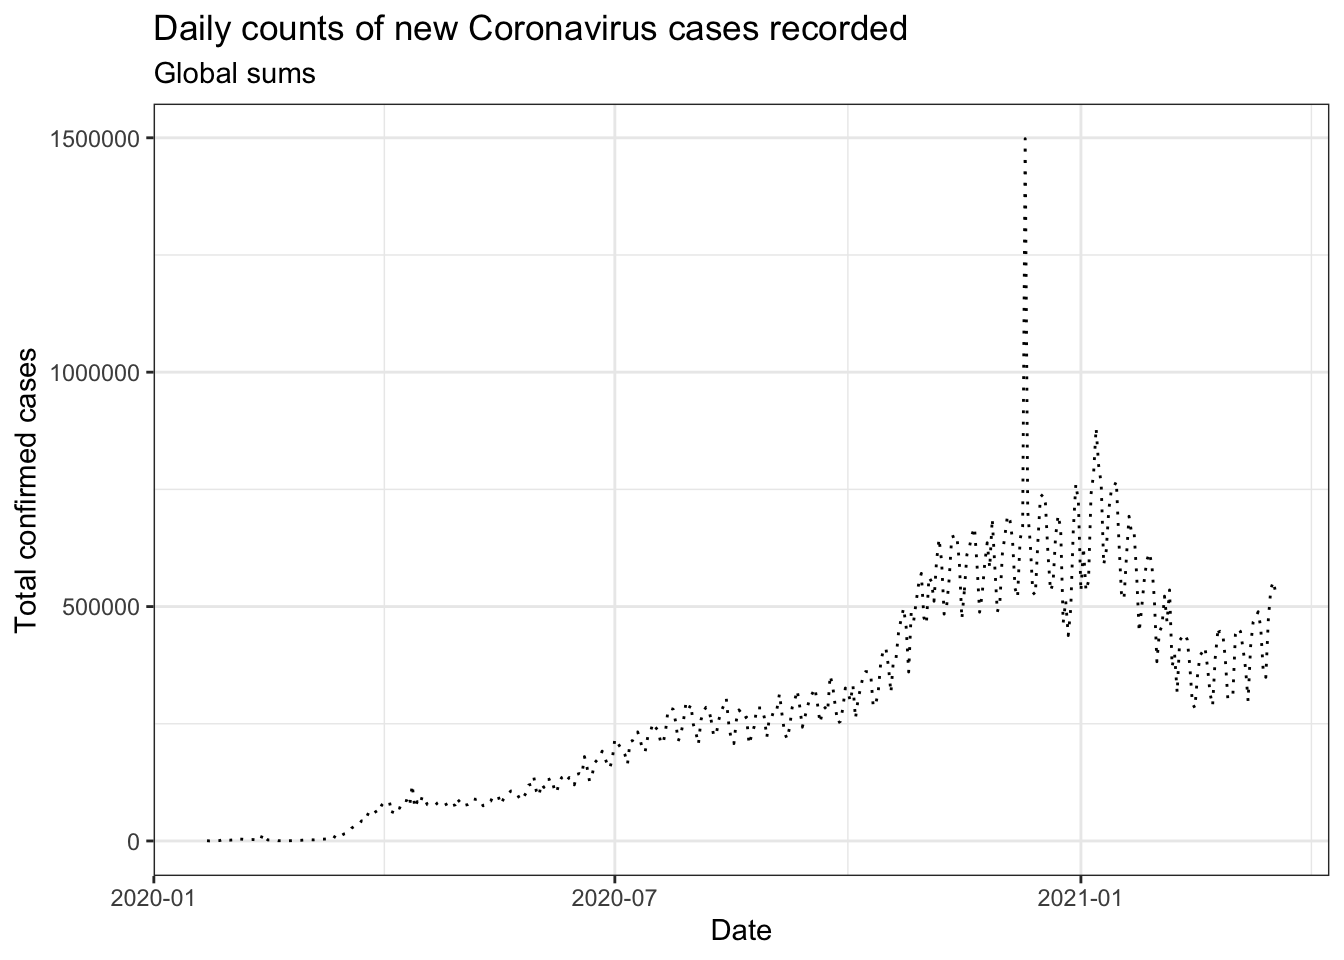 Daily counts of new Coronavirus cases recorded
Global sums
Total confirmed cases
1500000
1000000
500000
0
2020-01
2020-07
2021-01
Date